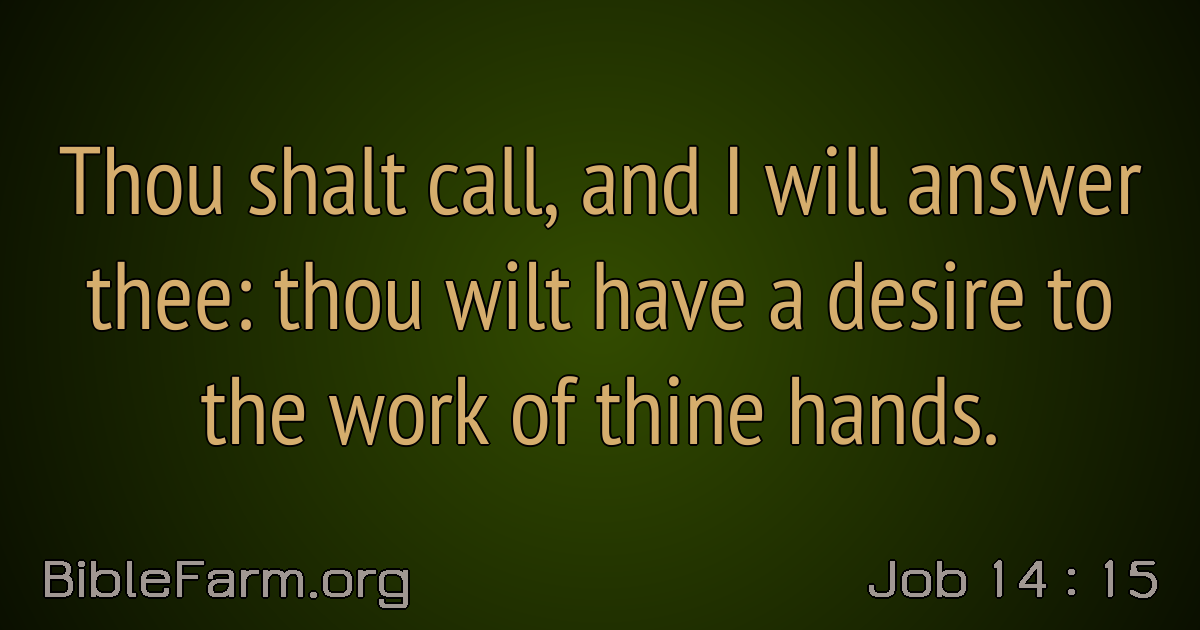 Thou shalt call, and I will answer
thee: thou wilt have a desire to
the work of thine hands.
BibleFarm.org
Job 14 : 15